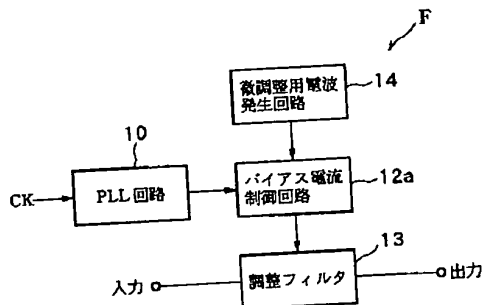 F
微調整用電波
発生回路
14
10
CK
PLL回路
バイアス電流
制御回路
12a
13
入力
調整フィルタ
出力